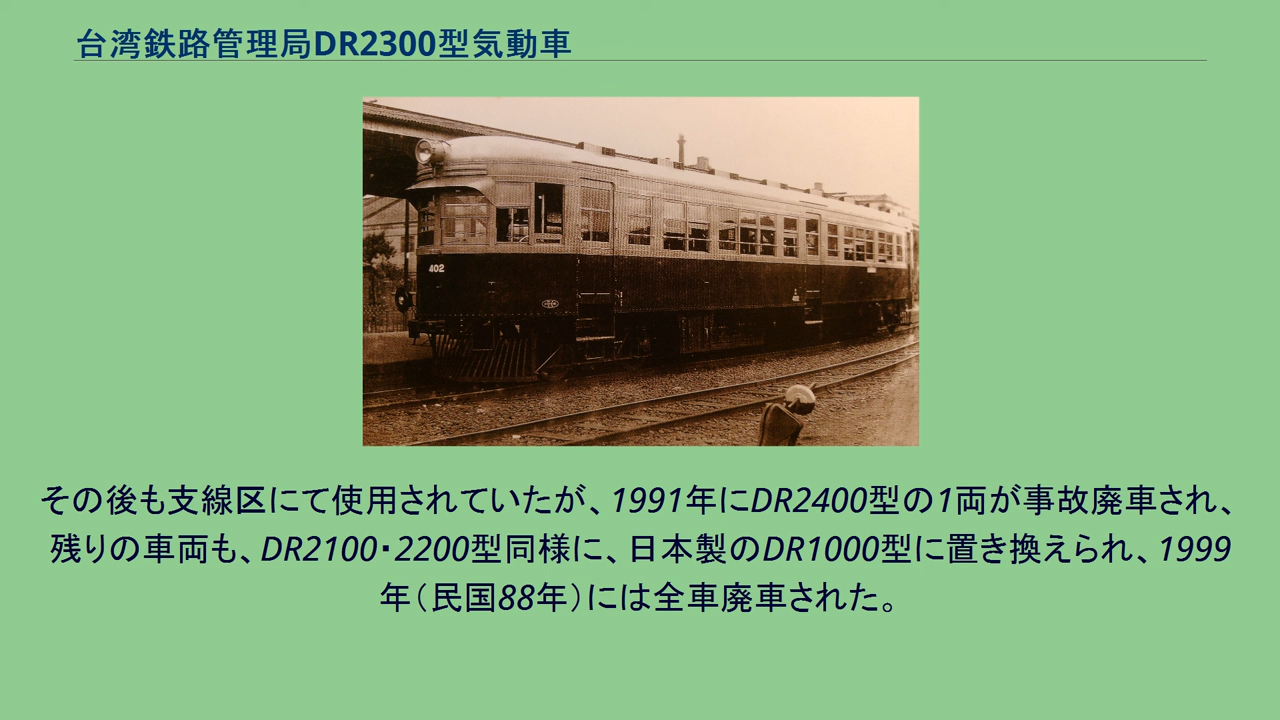 台湾鉄路管理局DR2300型気動車
402
402
その後も支線区にて使用されていたが、1991年にDR2400型の1両が事故廃車され、
残りの車両も、DR2100・2200型同様に、日本製のDR1000型に置き換えられ、1999
年（民国88年）には全車廃車された。